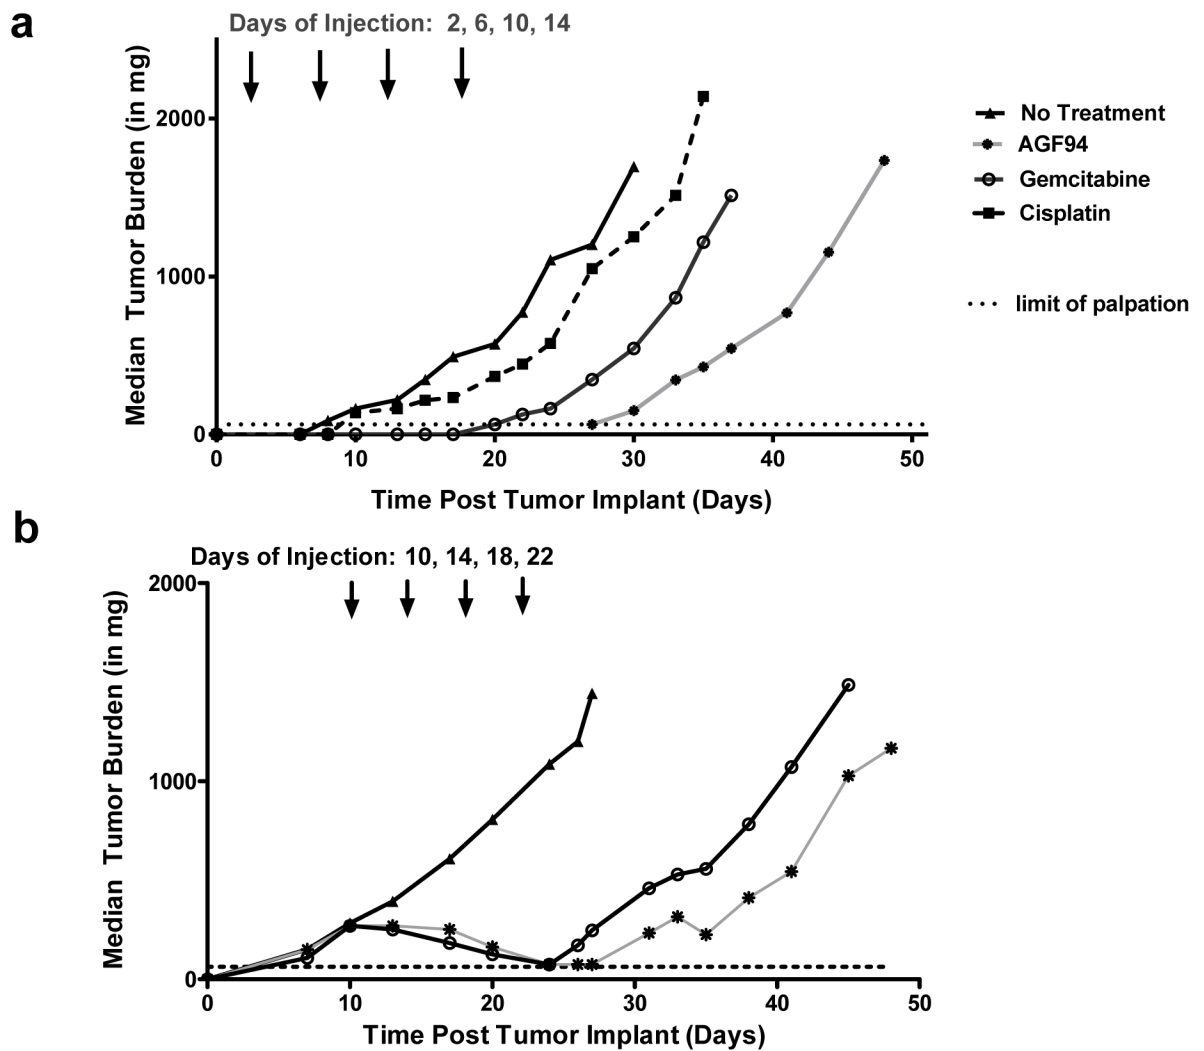 a
Days of Injection: 2, 6, 10, 14
Median Tumor Burden (in mg)
2000
1000
0
0 10 20 30 40 50
Time Post Tumor Implant (Days)
No Treatment
AGF94
Gemcitabine
Cisplatin
limit of palpation
b
Days of Injection: 10, 14, 18, 22
Median Tumor Burden (in mg)
2000
1000
0
0 10 20 30 40 50
Time Post Tumor Implant (Days)